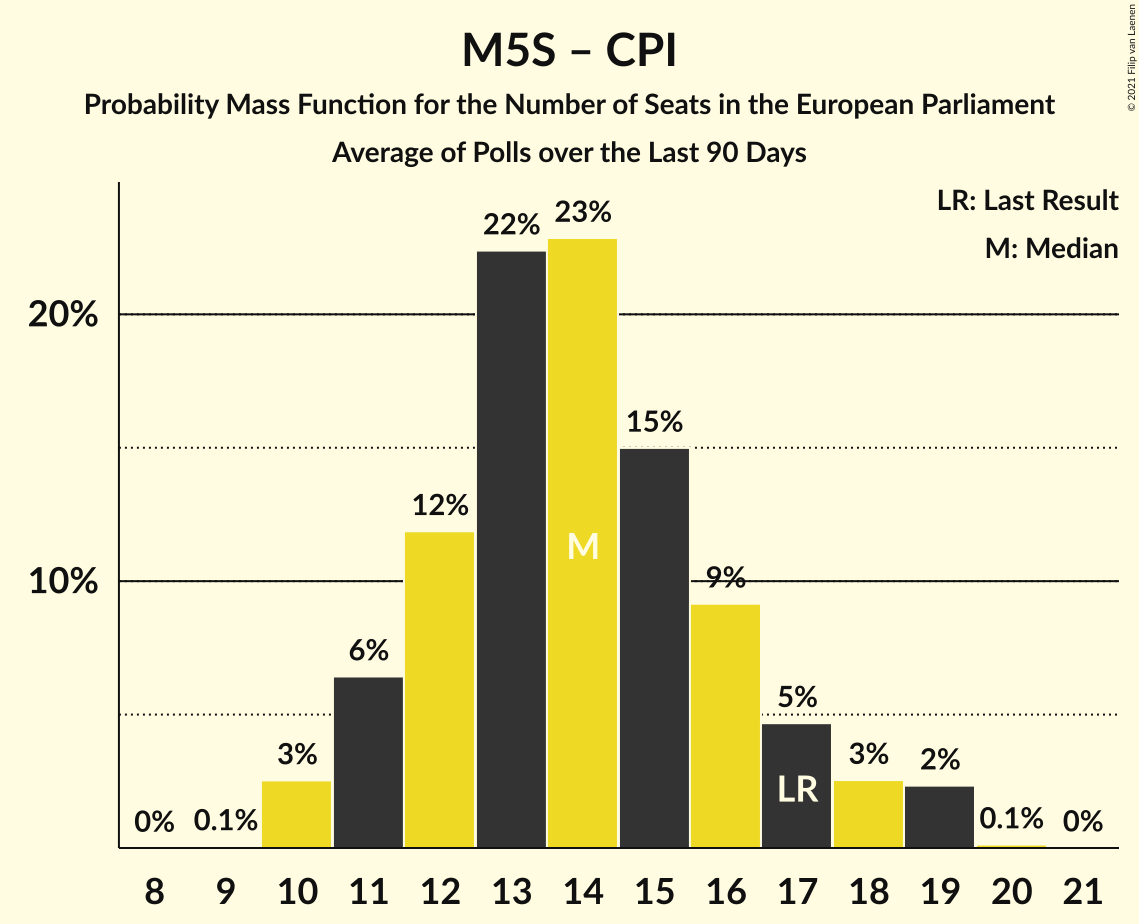 M5S – CPI
Probability Mass Function for the Number of Seats in the European Parliament
Average of Polls over the Last 90 Days
© 2021 Filip van Laenen
LR: Last Result
M: Median
20%
10%
0%
0.1%
3%
6%
12%
22%
23%
15%
9%
5%
3%
2%
0.1%
0%
M
LR
8 9 10 11 12 13 14 15 16 17 18 19 20 21